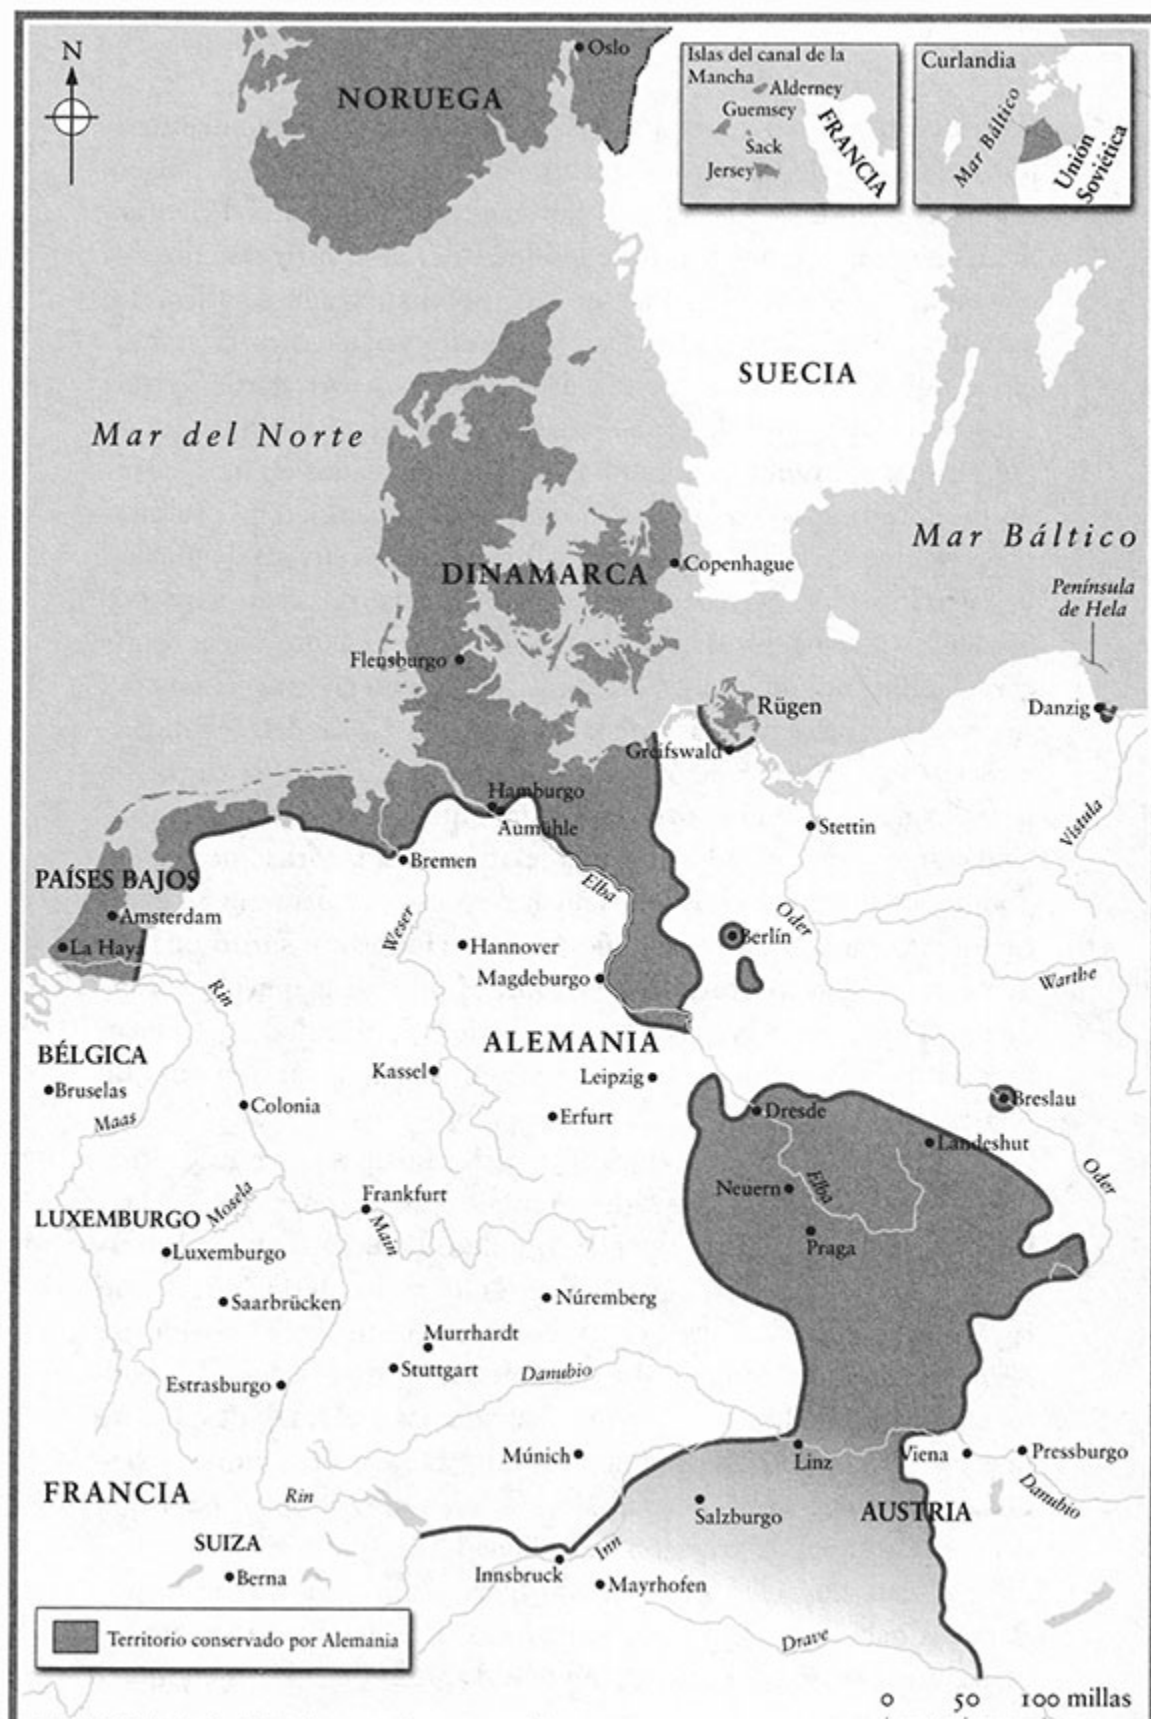 N
Oslo
NORUEGA
Islas del canal de la
Mancha
Alderney
Guemsey
Sack
Jersey
FRANCIA
Curlandia
Mar Báltico
Unión
Soviética
SUECIA
Mar del Norte
Mar Báltico
DINAMARCA
Copenhague
Península
de Hela
Flensburgo
Rügen
Danzig
Greifswald
Hamburgo
Aumühle
Stettin
Vístula
Bremen
PAÍSES BAJOS
Elba
Amsterdam
La Haya
Weser
Hannover
Oder
Berlín
Magdeburgo
Warthe
Rin
ALEMANIA
BÉLGICA
Bruselas
Kassel
Leipzig
Maas
Colonia
Erfurt
Dresde
Breslau
Landeshut
Oder
Neuern
Elba
Frankfurt
Mosela
LUXEMBURGO
Main
Luxemburgo
Praga
Saarbrücken
Núremberg
Murrhardt
Stuttgart
Danubio
Estrasburgo
Múnich
Linz
Viena
Pressburgo
FRANCIA
Rin
Danubio
Salzburgo
AUSTRIA
SUIZA
Inn
Innsbruck
Berna
Mayrhofen
Territorio conservado por Alemania
Drave
0 50 100 millas